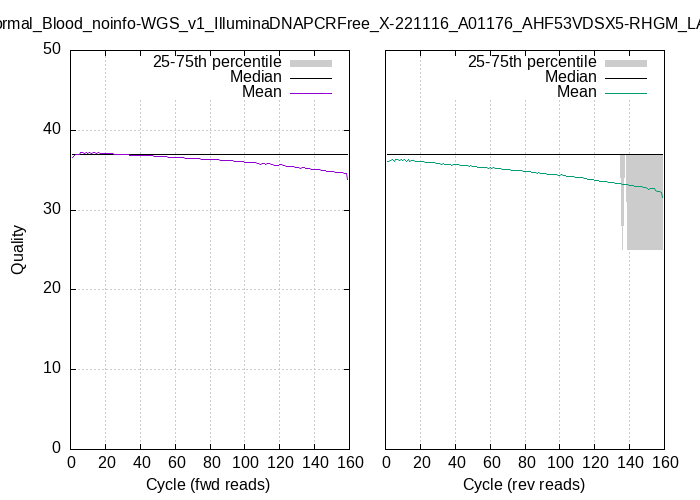 ormal_Blood_noinfo-WGS_v1_IlluminaDNAPCRFree_X-221116_A01176_AHF53VDSX5-RHGM_LA
25-75th percentile
Median
Mean
50
40
30
20
10
0
Quality
0 20 40 60 80 100 120 140 160
Cycle (fwd reads)
25-75th percentile
Median
Mean
0 20 40 60 80 100 120 140 160
Cycle (rev reads)